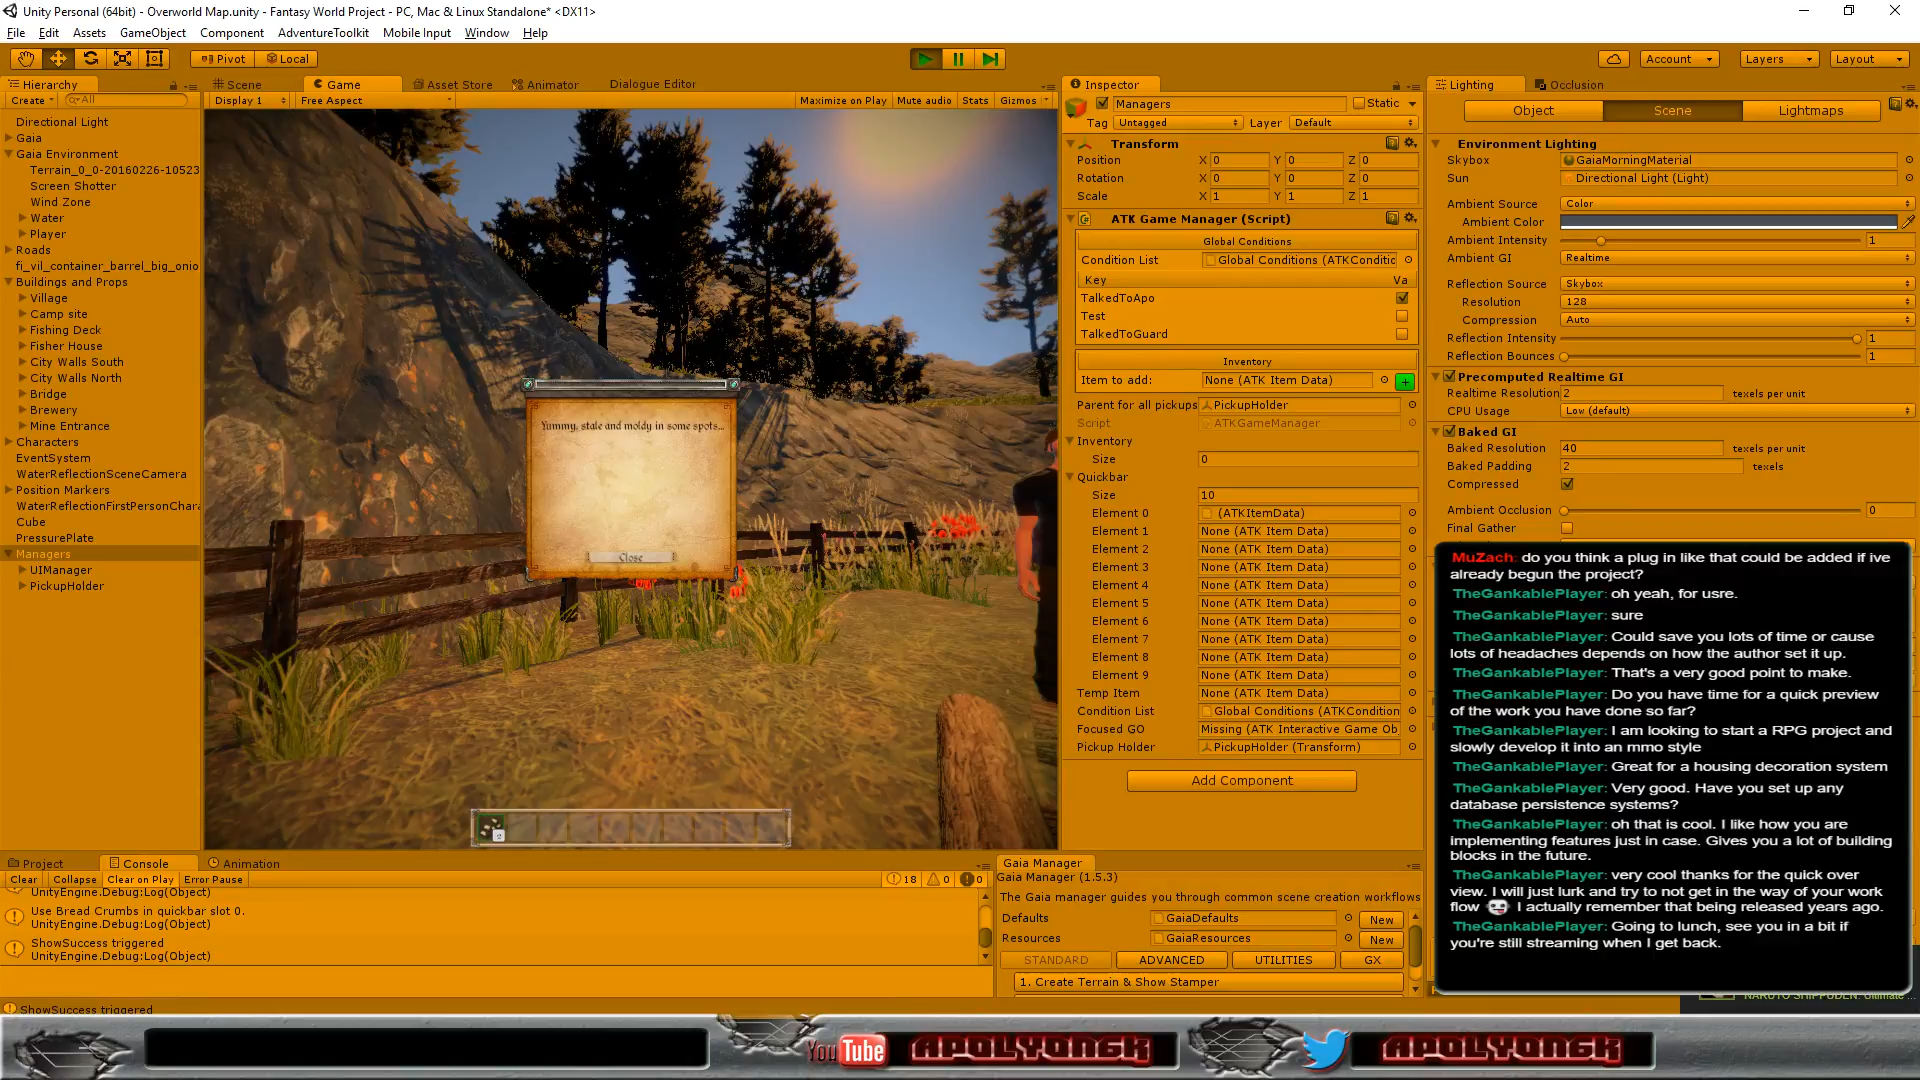 Unity Personal (64bit) - Overworld Map.unity - Fantasy World Project - PC, Mac & Linux Standalone* <DX11>
File Edit Assets GameObject Component AdventureToolkit Mobile Input Window Help
Pivot Local Account Layers Layout
Hierarchy
Create All
Directional Light
Gaia
Gaia Environment
Terrain_0_0-20160226-10523
Screen Shotter
Wind Zone
Water
Player
Roads
fi_vil_container_barrel_big_onio
Buildings and Props
Village
Camp site
Fishing Deck
Fisher House
City Walls South
City Walls North
Bridge
Brewery
Mine Entrance
Characters
EventSystem
WaterReflectionSceneCamera
Position Markers
WaterReflectionFirstPersonChara
Cube
PressurePlate
Managers
UIManager
PickupHolder
Scene Game Asset Store Animator Dialogue Editor
Display 1 Free Aspect Maximize on Play Mute audio Stats Gizmos
Yummy, stale and moldy in some spots...
Close
Inspector
Managers Static
Tag Untagged Layer Default
Transform
Position X 0 Y 0 Z 0
Rotation X 0 Y 0 Z 0
Scale X 1 Y 1 Z 1
ATK Game Manager (Script)
Global Conditions
Condition List Global Conditions (ATKConditic
Key Va
TalkedToApo
Test
TalkedToGuard
Inventory
Item to add: None (ATK Item Data) +
Parent for all pickups PickupHolder
Script ATKGameManager
Inventory
Size 0
Quickbar
Size 10
Element 0 (ATKItemData)
Element 1 None (ATK Item Data)
Element 2 None (ATK Item Data)
Element 3 None (ATK Item Data)
Element 4 None (ATK Item Data)
Element 5 None (ATK Item Data)
Element 6 None (ATK Item Data)
Element 7 None (ATK Item Data)
Element 8 None (ATK Item Data)
Element 9 None (ATK Item Data)
Temp Item None (ATK Item Data)
Condition List Global Conditions (ATKCondition
Focused GO Missing (ATK Interactive Game Ob
Pickup Holder PickupHolder (Transform)
Add Component
Lighting Occlusion
Object Scene Lightmaps
Environment Lighting
Skybox GaiaMorningMaterial
Sun Directional Light (Light)
Ambient Source Color
Ambient Color
Ambient Intensity 1
Ambient GI Realtime
Reflection Source Skybox
Resolution 128
Compression Auto
Reflection Intensity 1
Reflection Bounces 1
Precomputed Realtime GI
Realtime Resolution 2 texels per unit
CPU Usage Low (default)
Baked GI
Baked Resolution 40 texels per unit
Baked Padding 2 texels
Compressed
Ambient Occlusion 0
Final Gather
MuZach: do you think a plug in like that could be added if ive
already begun the project?
TheGankablePlayer: oh yeah, for usre.
TheGankablePlayer: sure
TheGankablePlayer: Could save you lots of time or cause
lots of headaches depends on how the author set it up.
TheGankablePlayer: That's a very good point to make.
TheGankablePlayer: Do you have time for a quick preview
of the work you have done so far?
TheGankablePlayer: I am looking to start a RPG project and
slowly develop it into an mmo style
TheGankablePlayer: Great for a housing decoration system
TheGankablePlayer: Very good. Have you set up any
database persistence systems?
TheGankablePlayer: oh that is cool. I like how you are
implementing features just in case. Gives you a lot of building
blocks in the future.
TheGankablePlayer: very cool thanks for the quick over
view. I will just lurk and try to not get in the way of your work
flow I actually remember that being released years ago.
TheGankablePlayer: Going to lunch, see you in a bit if
you're still streaming when I get back.
Project Console Animation
Clear Collapse Clear on Play Error Pause 18 0 0
UnityEngine.Debug:Log(Object)
Use Bread Crumbs in quickbar slot 0.
UnityEngine.Debug:Log(Object)
ShowSuccess triggered
UnityEngine.Debug:Log(Object)
ShowSuccess triggered
Gaia Manager
Gaia Manager (1.5.3)
The Gaia manager guides you through common scene creation workflows
Defaults GaiaDefaults New
Resources GaiaResources New
STANDARD ADVANCED UTILITIES GX
1. Create Terrain & Show Stamper
NARUTO SHIPPUDEN: Ultimate ...
YouTube APOLYONGK APOLYONGK